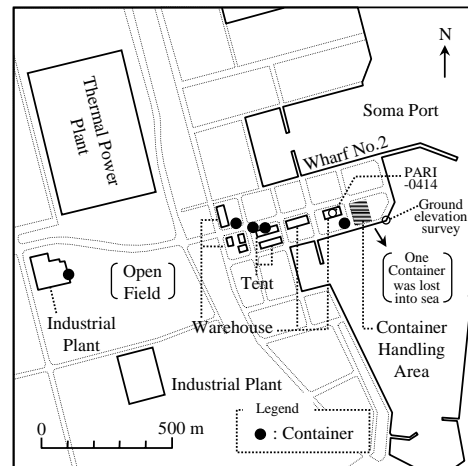 N
Soma Port
Thermal Power
Plant
Wharf No.2
PARI
-0414
Ground
elevation
survey
Open
Field
Tent
One
Container
was lost
into sea
Industrial
Plant
Warehouse
Container
Handling
Area
Industrial Plant
0 500 m
Legend
● : Container